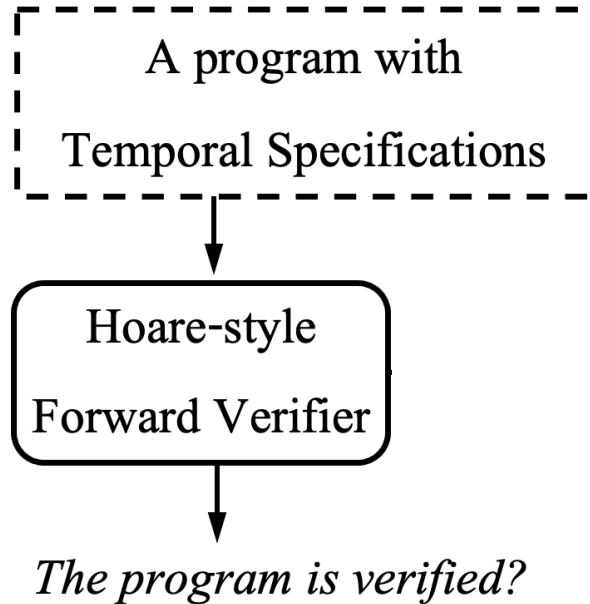 A program with
Temporal Specifications
Hoare-style
Forward Verifier
The program is verified?